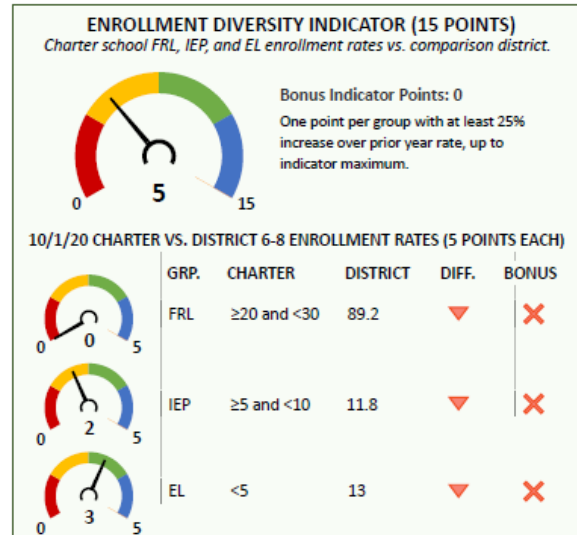 ENROLLMENT DIVERSITY INDICATOR (15 POINTS)
Charter school FRL, IEP, and EL enrollment rates vs. comparison district.
Bonus Indicator Points: 0
One point per group with at least 25%
increase over prior year rate, up to
indicator maximum.
0 5 15
10/1/20 CHARTER VS. DISTRICT 6-8 ENROLLMENT RATES (5 POINTS EACH)
GRP. CHARTER DISTRICT DIFF. BONUS
0 0 5 FRL ≥20 and <30 89.2
0 2 5 IEP ≥5 and <10 11.8
0 3 5 EL <5 13